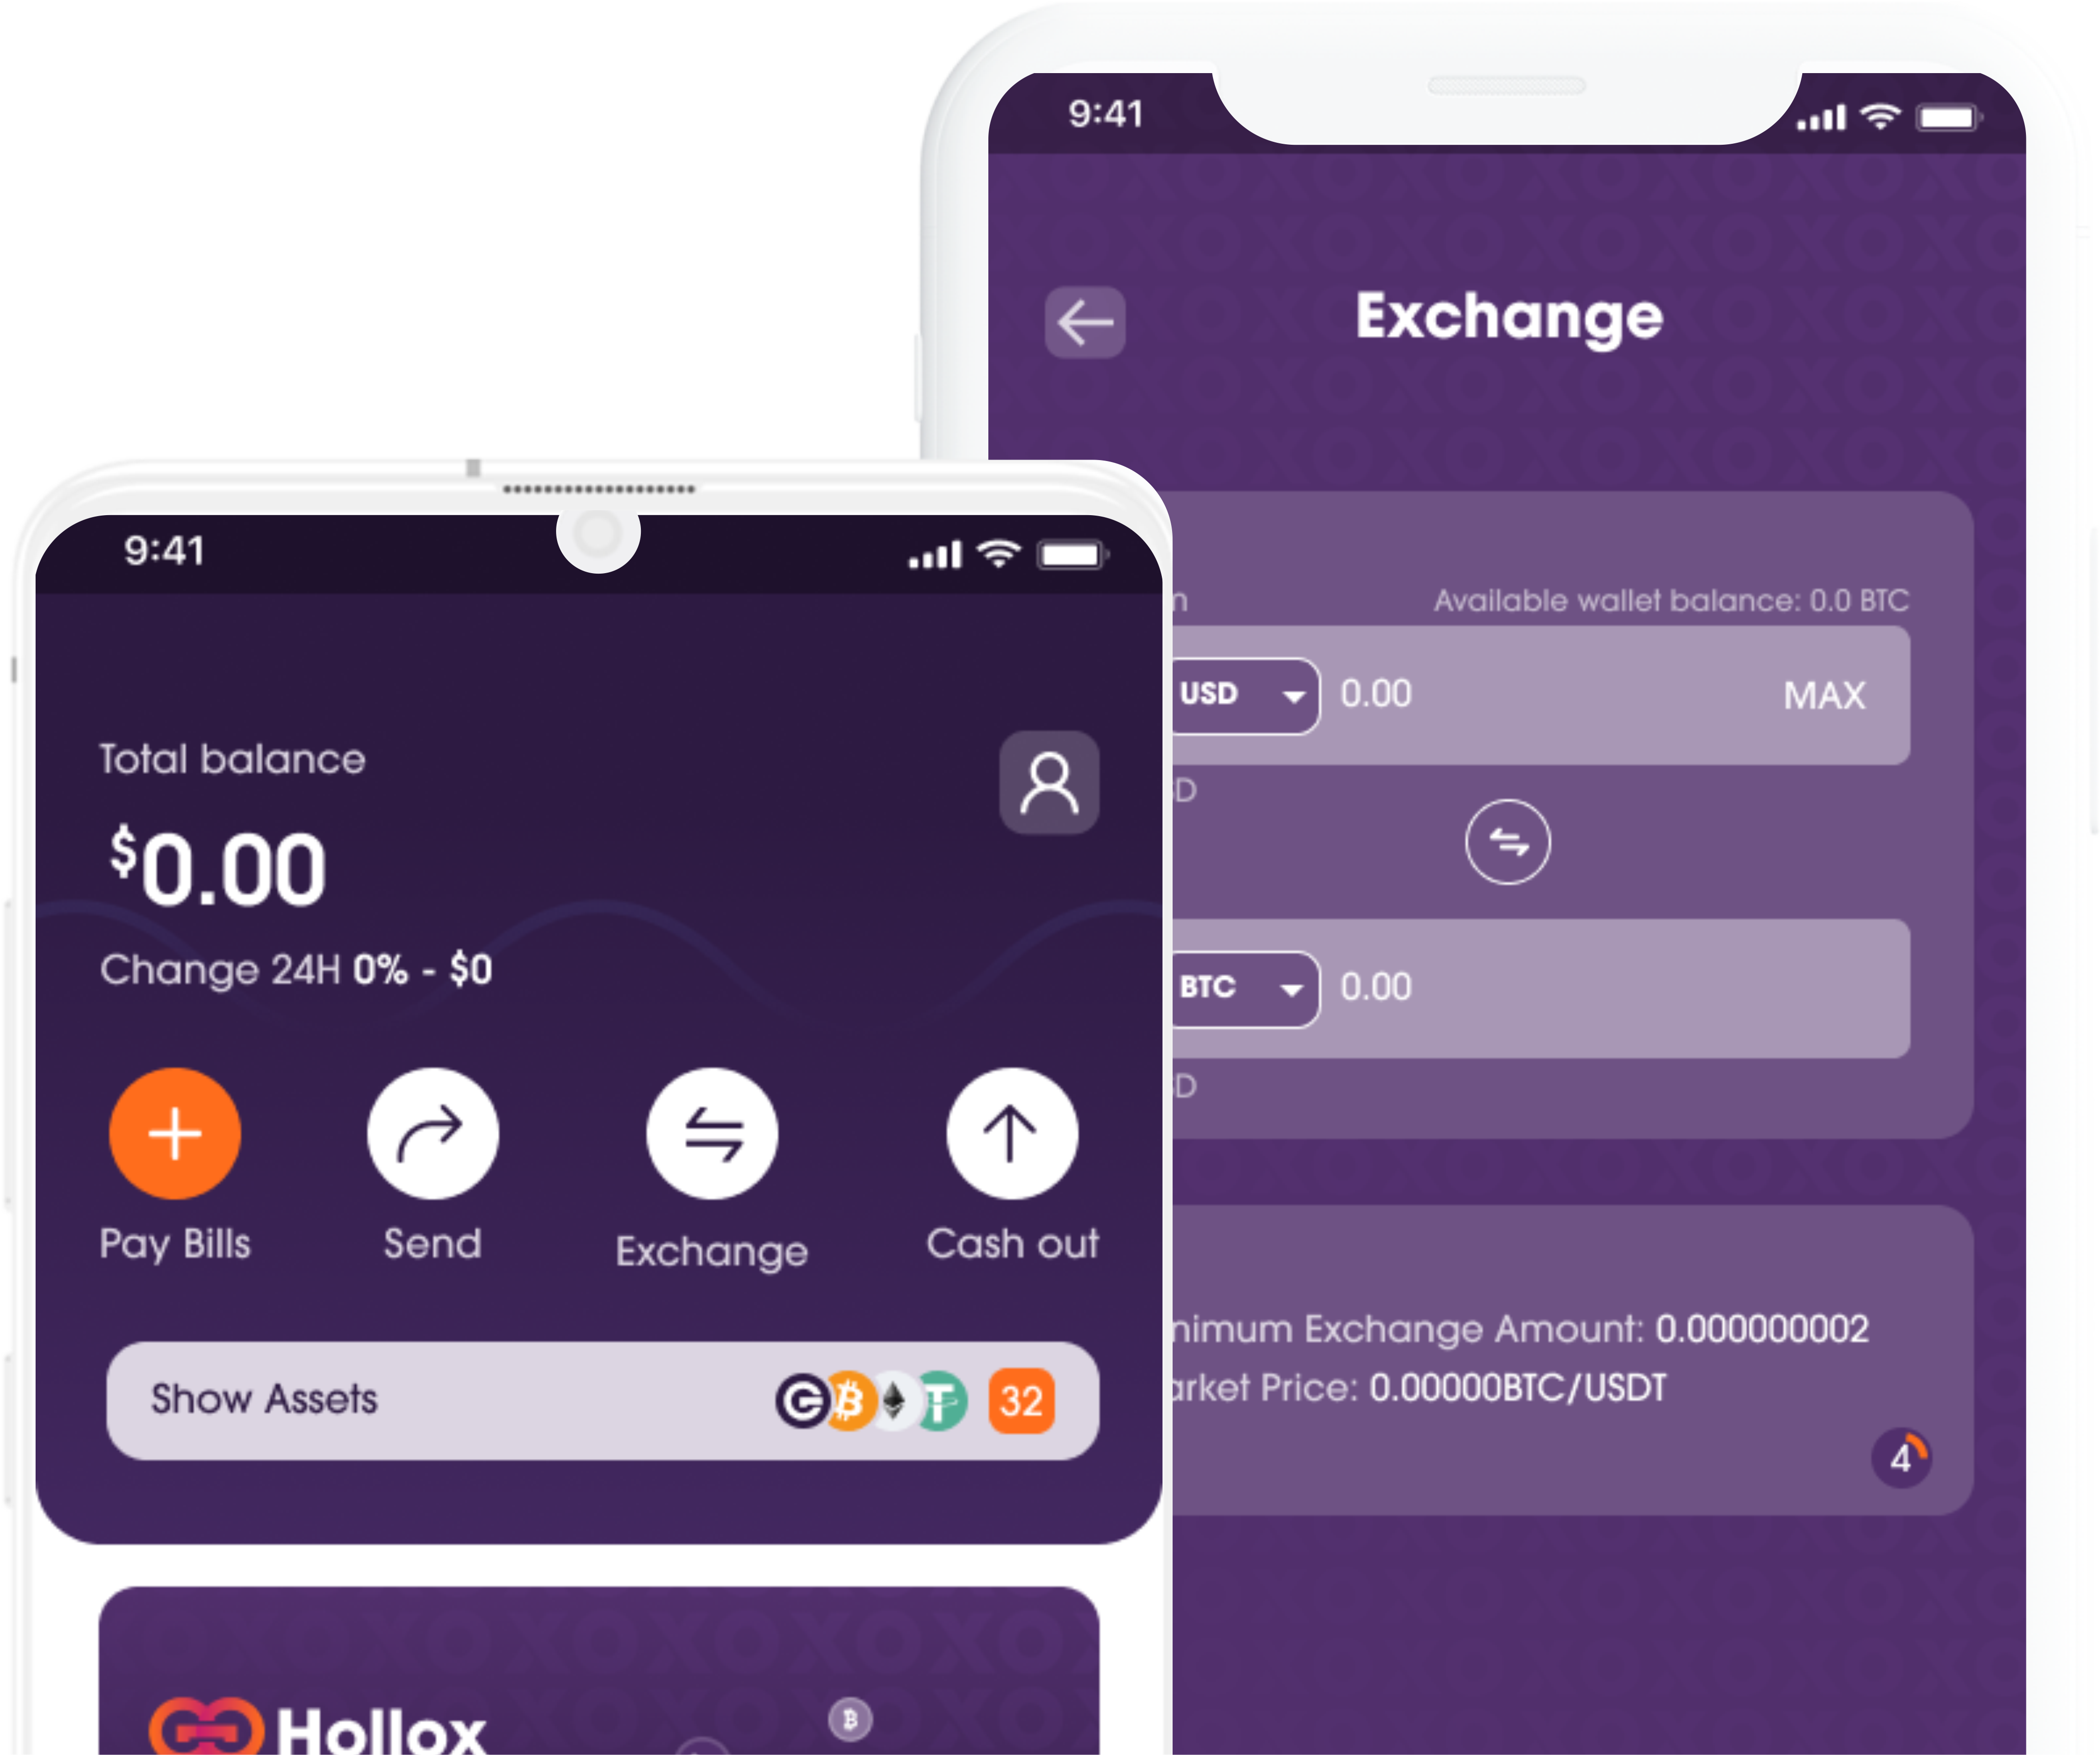 9:41
Exchange
Available wallet balance: 0.0 BTC
USD 0.00 MAX
BTC 0.00
Exchange Amount: 0.000000002
Price: 0.00000BTC/USDT
4
9:41
Total balance
$0.00
Change 24H 0% - $0
Pay Bills Send Exchange Cash out
Show Assets 32
Hollox